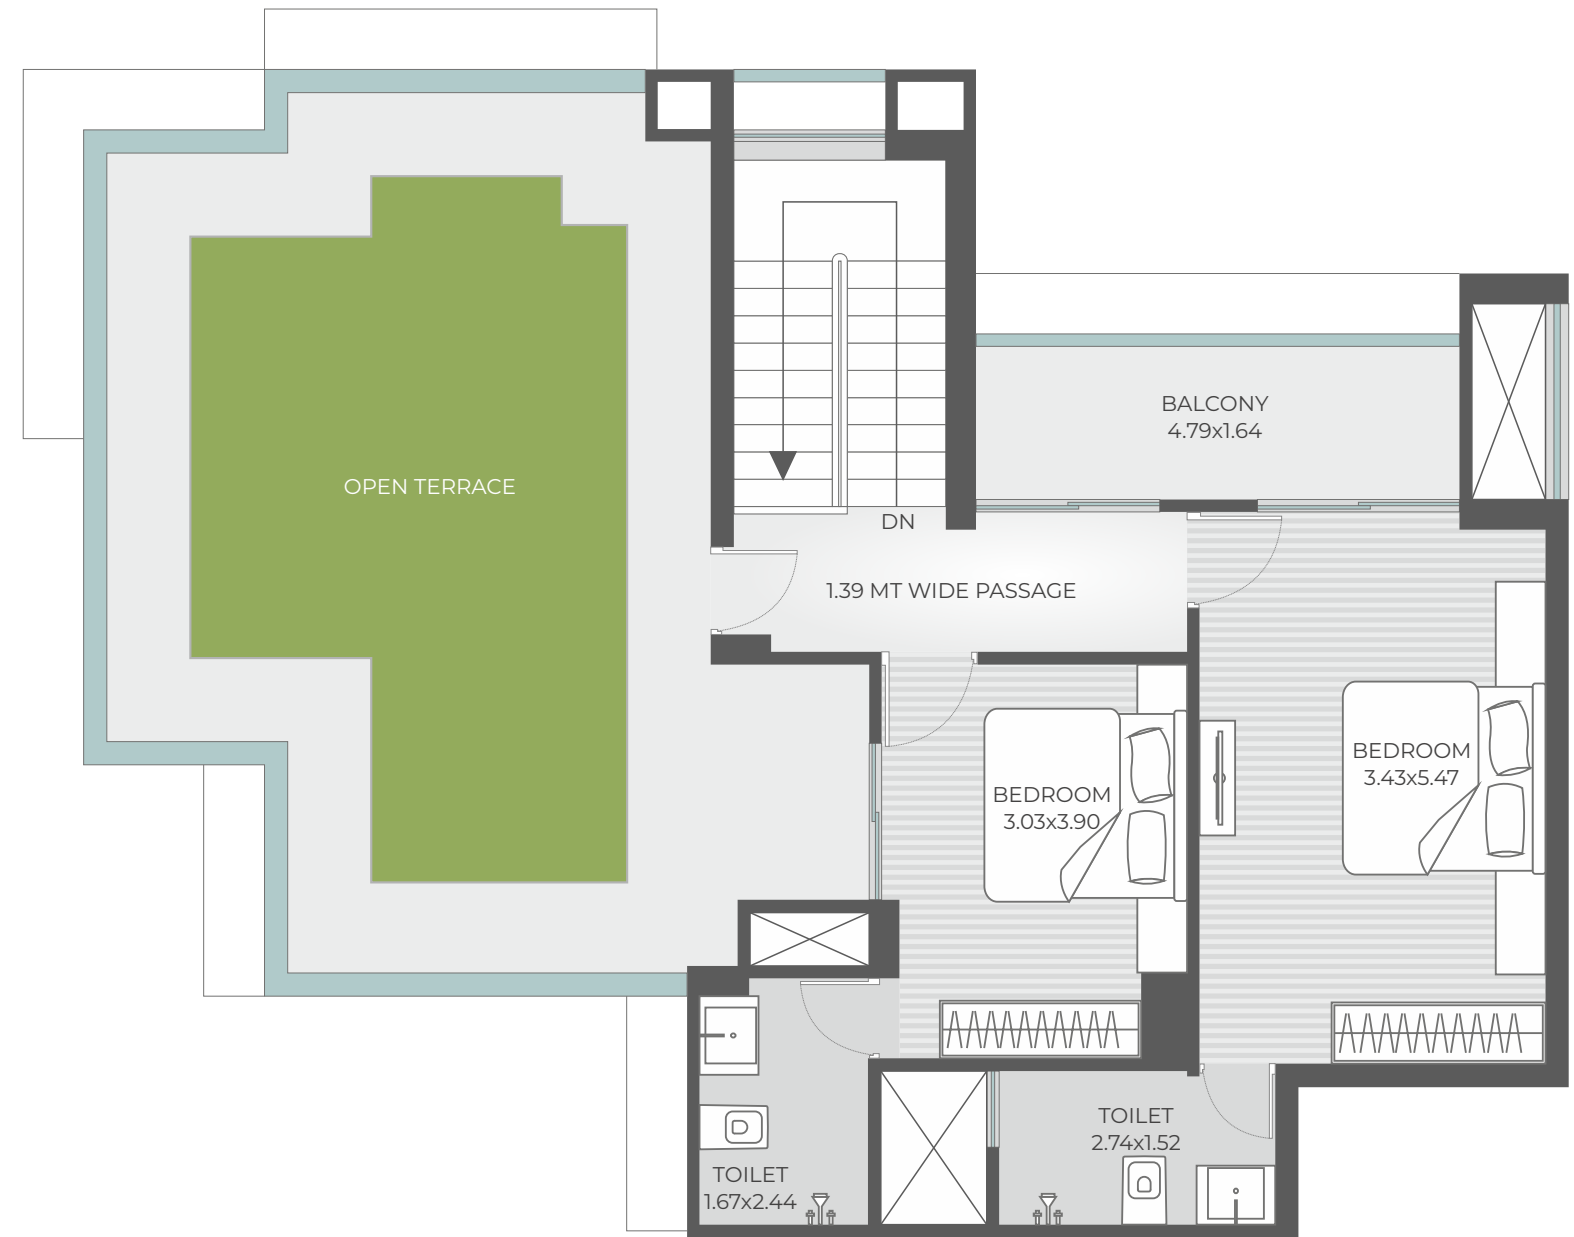 BALCONY
4.79x1.64
OPEN TERRACE
DN
1.39 MT WIDE PASSAGE
BEDROOM
3.43x5.47
BEDROOM
3.03x3.90
TOILET
2.74x1.52
TOILET
1.67x2.44